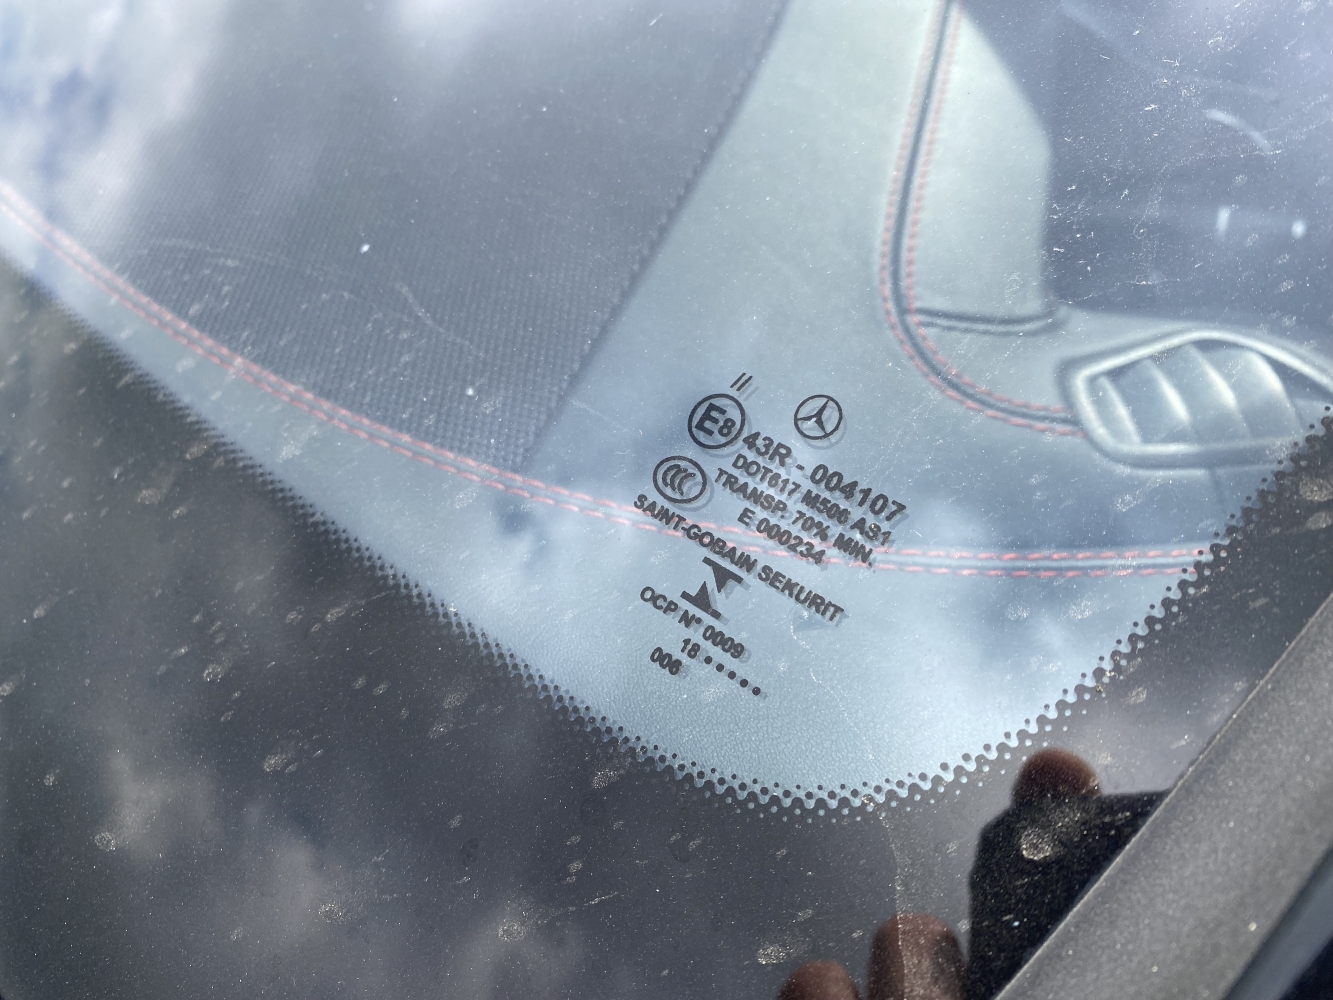 II
E8 43R - 004107
DOT617 M506 AS1
TRANSP. 70% MIN.
E 000234
SAINT-GOBAIN SEKURIT
OCP N° 0009
18 ••••••
006